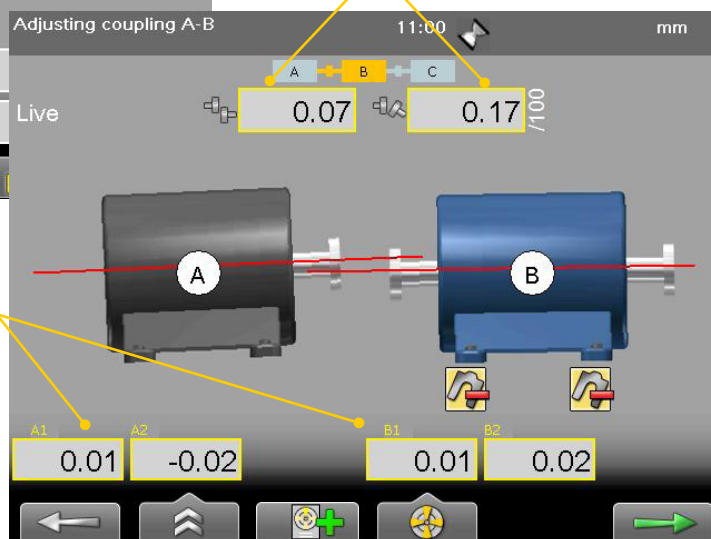 Adjusting coupling A-B 11:00 mm
A B C
Live 0.07 0.17 /100
A B
A1 A2 B1 B2
0.01 -0.02 0.01 0.02